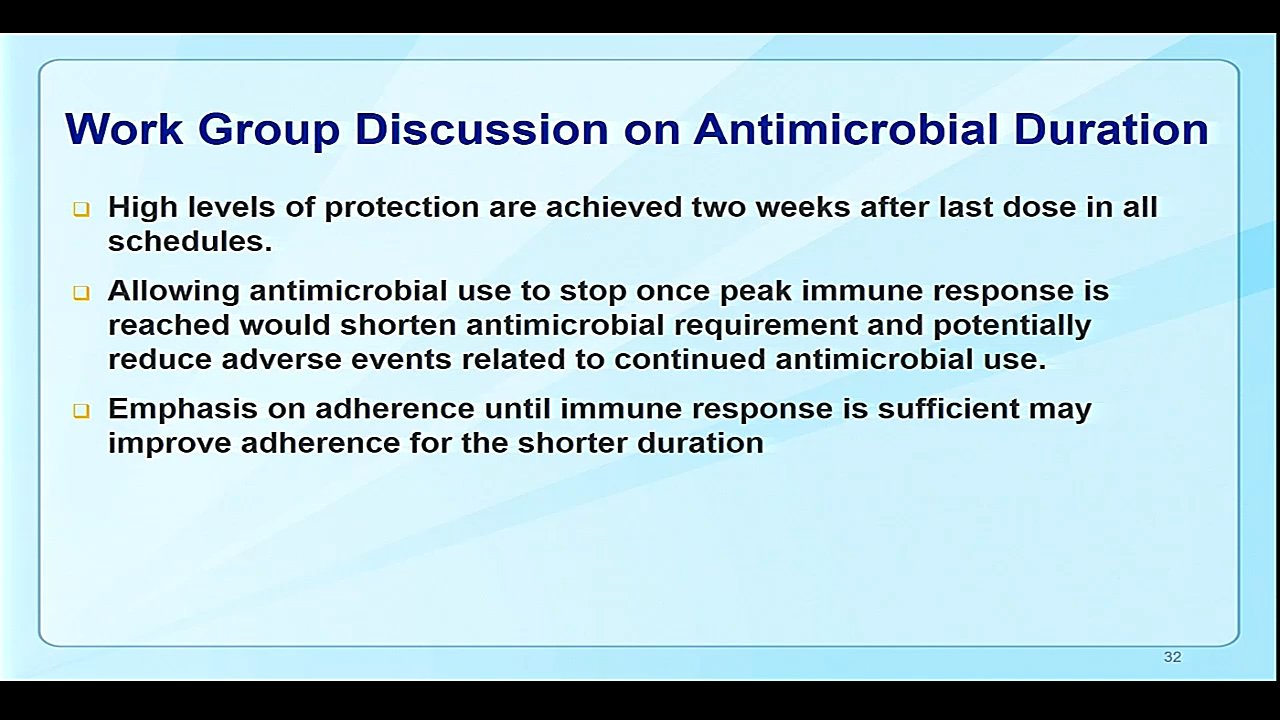 Work Group Discussion on Antimicrobial Duration
High levels of protection are achieved two weeks after last dose in all
schedules.
Allowing antimicrobial use to stop once peak immune response is
reached would shorten antimicrobial requirement and potentially
reduce adverse events related to continued antimicrobial use.
Emphasis on adherence until immune response is sufficient may
improve adherence for the shorter duration
32